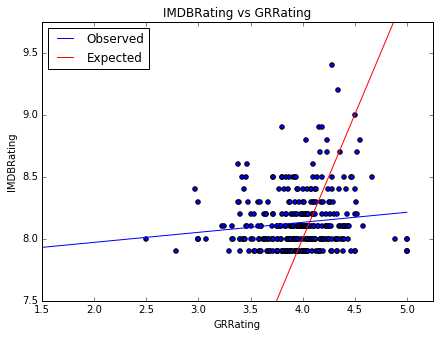 IMDBRating vs GRRating
Observed
Expected
IMDBRating
9.5
9.0
8.5
8.0
7.5
1.5 2.0 2.5 3.0 3.5 4.0 4.5 5.0
GRRating